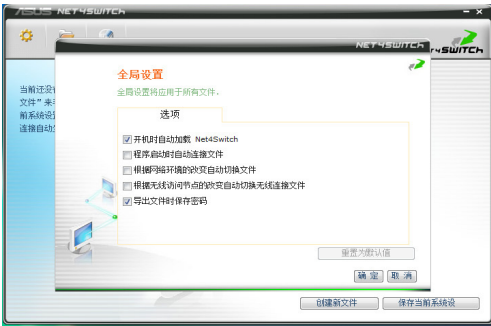 ASUS NET4SWITCH
NET4SWITCH
全局设置
全局设置将应用于所有文件。
选项
开机时自动加载 Net4Switch
程序启动时自动连接文件
根据网络环境的改变自动切换文件
根据无线访问节点的改变自动切换无线连接文件
导出文件时保存密码
重置为默认值
确 定
取 消
当前还没
文件”来
前系统设
连接自动
创建新文件
保存当前系统设